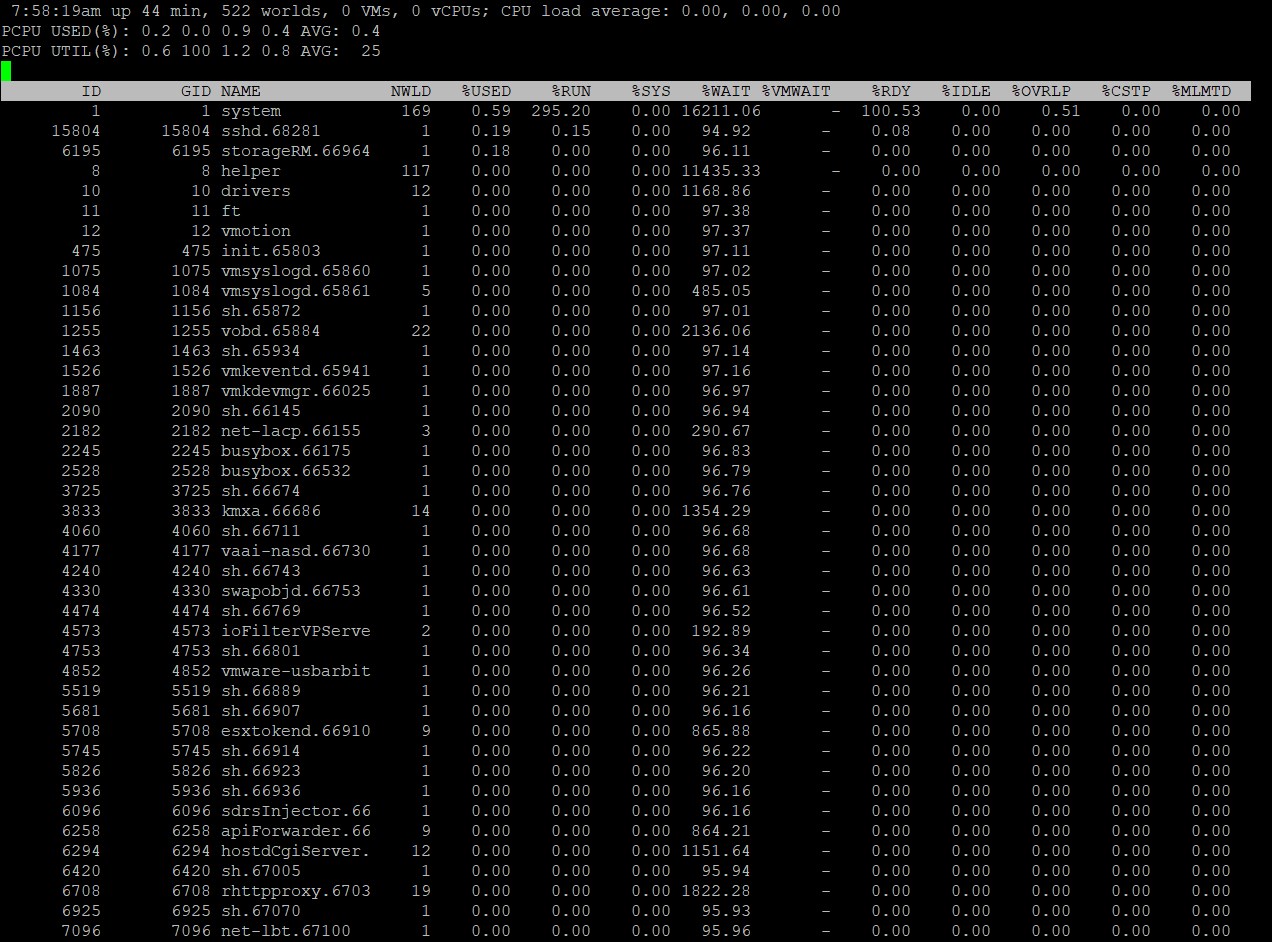 7:58:19am up 44 min, 522 worlds, 0 VMs, 0 vCPUs; CPU load average: 0.00, 0.00, 0.00
PCPU USED(%): 0.2 0.0 0.9 0.4 AVG: 0.4
PCPU UTIL(%): 0.6 100 1.2 0.8 AVG:  25
ID GID NAME NWLD %USED %RUN %SYS %WAIT %VMWAIT %RDY %IDLE %OVRLP %CSTP %MLMTD
1 1 system 169 0.59 295.20 0.00 16211.06 - 100.53 0.00 0.51 0.00 0.00
15804 15804 sshd.68281 1 0.19 0.15 0.00 94.92 - 0.08 0.00 0.00 0.00 0.00
6195 6195 storageRM.66964 1 0.18 0.00 0.00 96.11 - 0.00 0.00 0.00 0.00 0.00
8 8 helper 117 0.00 0.00 0.00 11435.33 - 0.00 0.00 0.00 0.00 0.00
10 10 drivers 12 0.00 0.00 0.00 1168.86 - 0.00 0.00 0.00 0.00 0.00
11 11 ft 1 0.00 0.00 0.00 97.38 - 0.00 0.00 0.00 0.00 0.00
12 12 vmotion 1 0.00 0.00 0.00 97.37 - 0.00 0.00 0.00 0.00 0.00
475 475 init.65803 1 0.00 0.00 0.00 97.11 - 0.00 0.00 0.00 0.00 0.00
1075 1075 vmsyslogd.65860 1 0.00 0.00 0.00 97.02 - 0.00 0.00 0.00 0.00 0.00
1084 1084 vmsyslogd.65861 5 0.00 0.00 0.00 485.05 - 0.00 0.00 0.00 0.00 0.00
1156 1156 sh.65872 1 0.00 0.00 0.00 97.01 - 0.00 0.00 0.00 0.00 0.00
1255 1255 vobd.65884 22 0.00 0.00 0.00 2136.06 - 0.00 0.00 0.00 0.00 0.00
1463 1463 sh.65934 1 0.00 0.00 0.00 97.14 - 0.00 0.00 0.00 0.00 0.00
1526 1526 vmkeventd.65941 1 0.00 0.00 0.00 97.16 - 0.00 0.00 0.00 0.00 0.00
1887 1887 vmkdevmgr.66025 1 0.00 0.00 0.00 96.97 - 0.00 0.00 0.00 0.00 0.00
2090 2090 sh.66145 1 0.00 0.00 0.00 96.94 - 0.00 0.00 0.00 0.00 0.00
2182 2182 net-lacp.66155 3 0.00 0.00 0.00 290.67 - 0.00 0.00 0.00 0.00 0.00
2245 2245 busybox.66175 1 0.00 0.00 0.00 96.83 - 0.00 0.00 0.00 0.00 0.00
2528 2528 busybox.66532 1 0.00 0.00 0.00 96.79 - 0.00 0.00 0.00 0.00 0.00
3725 3725 sh.66674 1 0.00 0.00 0.00 96.76 - 0.00 0.00 0.00 0.00 0.00
3833 3833 kmxa.66686 14 0.00 0.00 0.00 1354.29 - 0.00 0.00 0.00 0.00 0.00
4060 4060 sh.66711 1 0.00 0.00 0.00 96.68 - 0.00 0.00 0.00 0.00 0.00
4177 4177 vaai-nasd.66730 1 0.00 0.00 0.00 96.68 - 0.00 0.00 0.00 0.00 0.00
4240 4240 sh.66743 1 0.00 0.00 0.00 96.63 - 0.00 0.00 0.00 0.00 0.00
4330 4330 swapobjd.66753 1 0.00 0.00 0.00 96.61 - 0.00 0.00 0.00 0.00 0.00
4474 4474 sh.66769 1 0.00 0.00 0.00 96.52 - 0.00 0.00 0.00 0.00 0.00
4573 4573 ioFilterVPServe 2 0.00 0.00 0.00 192.89 - 0.00 0.00 0.00 0.00 0.00
4753 4753 sh.66801 1 0.00 0.00 0.00 96.34 - 0.00 0.00 0.00 0.00 0.00
4852 4852 vmware-usbarbit 1 0.00 0.00 0.00 96.26 - 0.00 0.00 0.00 0.00 0.00
5519 5519 sh.66889 1 0.00 0.00 0.00 96.21 - 0.00 0.00 0.00 0.00 0.00
5681 5681 sh.66907 1 0.00 0.00 0.00 96.16 - 0.00 0.00 0.00 0.00 0.00
5708 5708 esxtokend.66910 9 0.00 0.00 0.00 865.88 - 0.00 0.00 0.00 0.00 0.00
5745 5745 sh.66914 1 0.00 0.00 0.00 96.22 - 0.00 0.00 0.00 0.00 0.00
5826 5826 sh.66923 1 0.00 0.00 0.00 96.20 - 0.00 0.00 0.00 0.00 0.00
5936 5936 sh.66936 1 0.00 0.00 0.00 96.16 - 0.00 0.00 0.00 0.00 0.00
6096 6096 sdrsInjector.66 1 0.00 0.00 0.00 96.16 - 0.00 0.00 0.00 0.00 0.00
6258 6258 apiForwarder.66 9 0.00 0.00 0.00 864.21 - 0.00 0.00 0.00 0.00 0.00
6294 6294 hostdCgiServer. 12 0.00 0.00 0.00 1151.64 - 0.00 0.00 0.00 0.00 0.00
6420 6420 sh.67005 1 0.00 0.00 0.00 95.94 - 0.00 0.00 0.00 0.00 0.00
6708 6708 rhttpproxy.6703 19 0.00 0.00 0.00 1822.28 - 0.00 0.00 0.00 0.00 0.00
6925 6925 sh.67070 1 0.00 0.00 0.00 95.93 - 0.00 0.00 0.00 0.00 0.00
7096 7096 net-lbt.67100 1 0.00 0.00 0.00 95.96 - 0.00 0.00 0.00 0.00 0.00